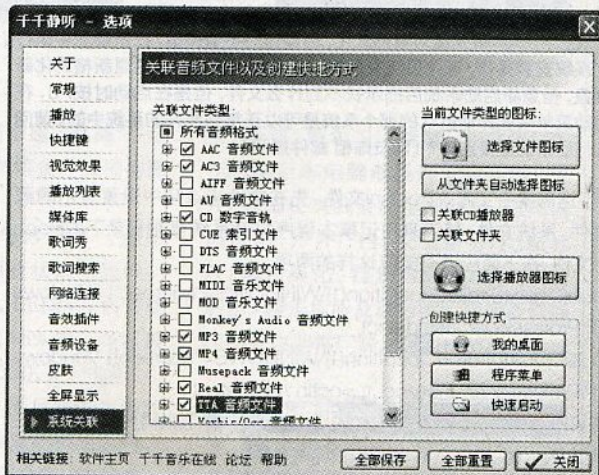 千千静听 - 选项
关于
常规
播放
快捷键
视觉效果
播放列表
媒体库
歌词秀
歌词搜索
网络连接
音效插件
音频设备
皮肤
全屏显示
系统关联
关联音频文件以及创建快捷方式
关联文件类型:
所有音频格式
AAC 音频文件
AC3 音频文件
AIFF 音频文件
AU 音频文件
CD 数字音轨
CUE 索引文件
DTS 音频文件
FLAC 音频文件
MIDI 音乐文件
MOD 音乐文件
Monkey's Audio 音频文件
MP3 音频文件
MP4 音频文件
Musepack 音频文件
Real 音频文件
TTA 音频文件
Vorbis/Ogg 音频文件
当前文件类型的图标:
选择文件图标
从文件夹自动选择图标
关联CD播放器
关联文件夹
选择播放器图标
创建快捷方式
我的桌面
程序菜单
快速启动
相关链接: 软件主页 千千音乐在线 论坛 帮助
全部保存 全部重置 关闭